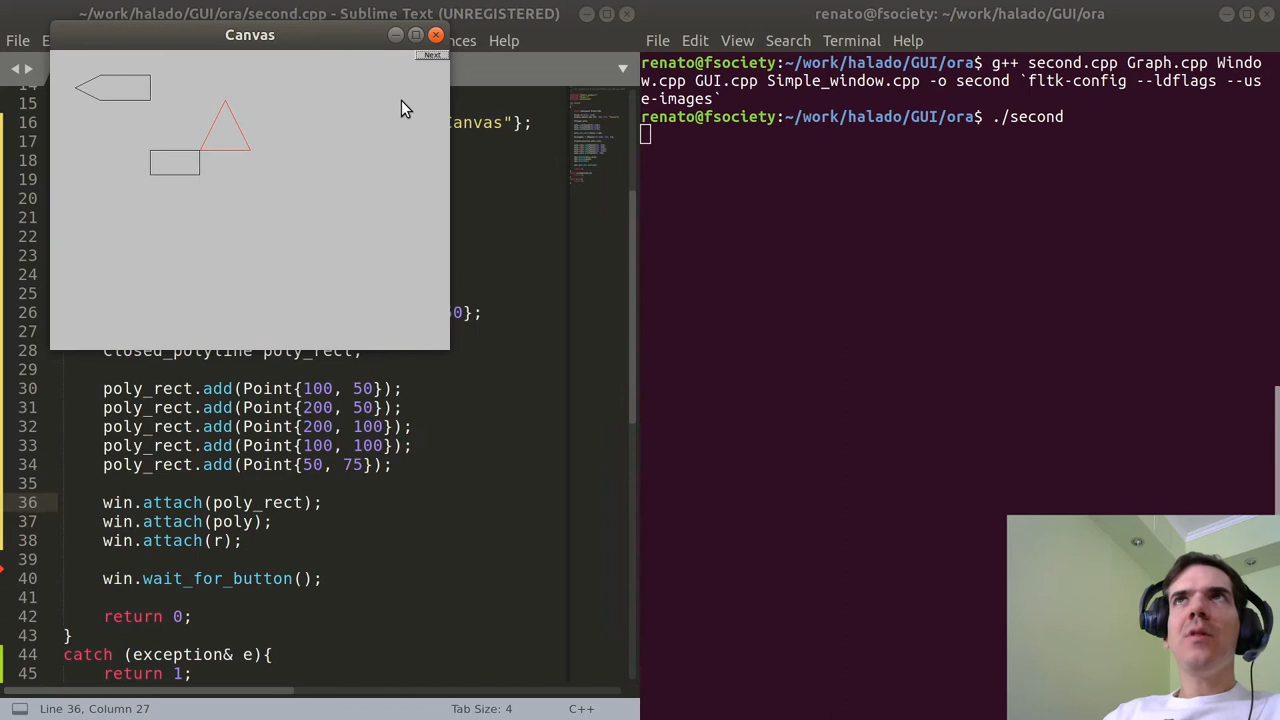 ~/work/halado/GUI/ora/second.cpp - Sublime Text (UNREGISTERED)
File E
nces Help
Canvas
Next
14
15
16 Canvas"};
17
18
19
20
21
22
23
24
25
26 50};
27
28 Closed_polyline poly_rect;
29
30 poly_rect.add(Point{100, 50});
31 poly_rect.add(Point{200, 50});
32 poly_rect.add(Point{200, 100});
33 poly_rect.add(Point{100, 100});
34 poly_rect.add(Point{50, 75});
35
36 win.attach(poly_rect);
37 win.attach(poly);
38 win.attach(r);
39
40 win.wait_for_button();
41
42 return 0;
43 }
44 catch (exception& e){
45 return 1;
Line 36, Column 27 Tab Size: 4 C++
renato@fsociety: ~/work/halado/GUI/ora
File Edit View Search Terminal Help
renato@fsociety:~/work/halado/GUI/ora$ g++ second.cpp Graph.cpp Windo
w.cpp GUI.cpp Simple_window.cpp -o second `fltk-config --ldflags --us
e-images`
renato@fsociety:~/work/halado/GUI/ora$ ./second